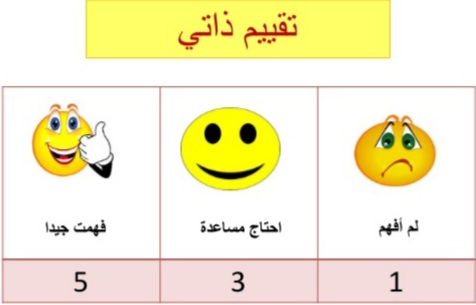 تقييم ذاتي
لم أفهم
احتاج مساعدة
فهمت جيدا
1
3
5